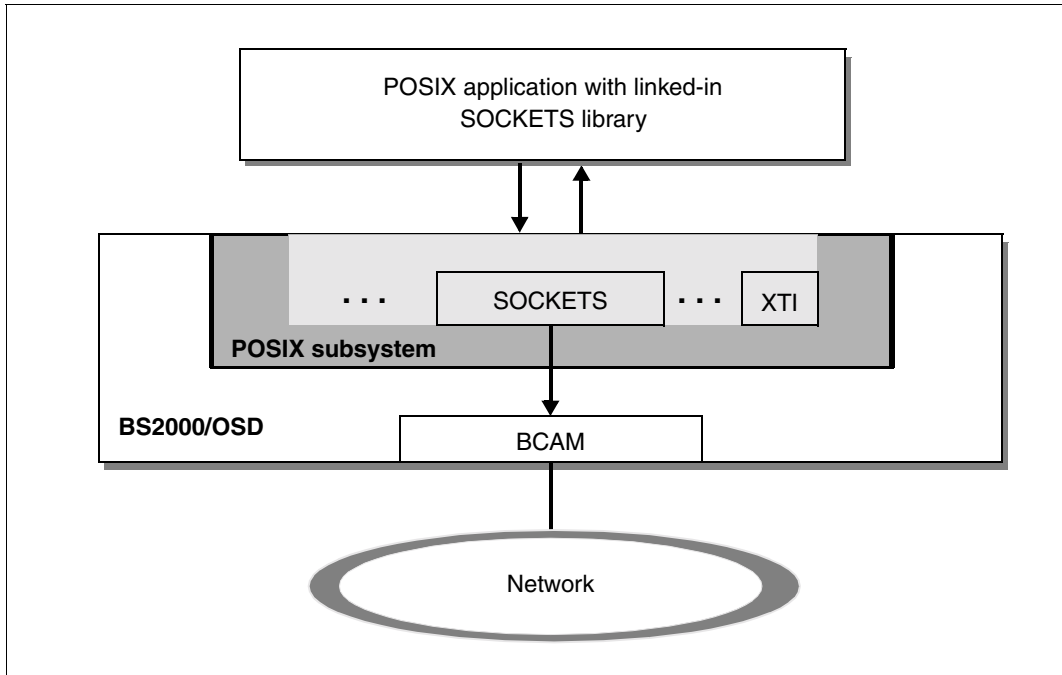 POSIX application with linked-in
SOCKETS library
. . .
SOCKETS
. . .
XTI
POSIX subsystem
BS2000/OSD
BCAM
Network